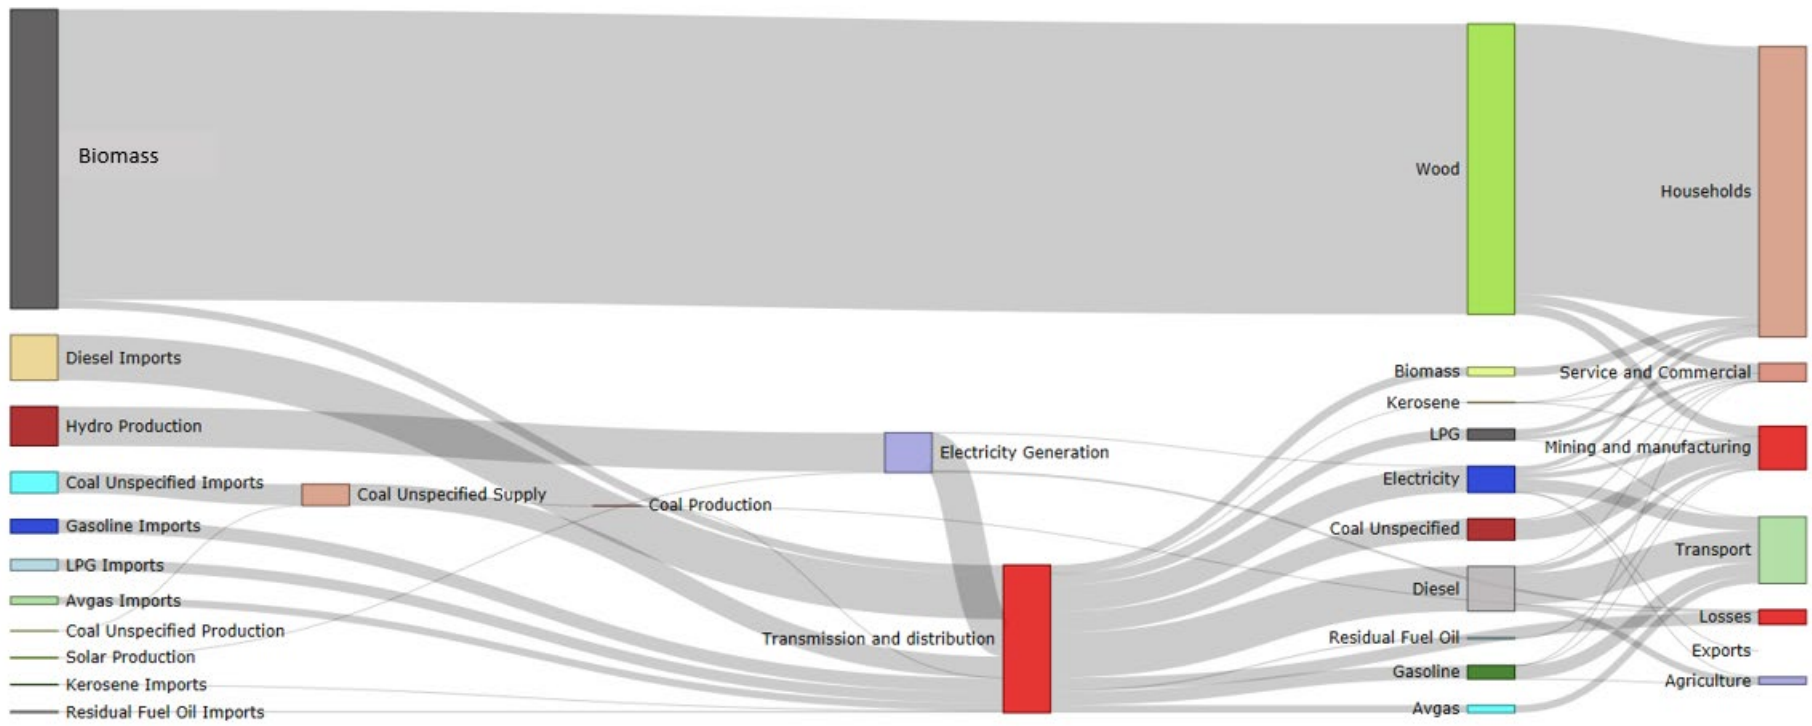 Biomass
Diesel Imports
Hydro Production
Coal Unspecified Imports
Gasoline Imports
LPG Imports
Avgas Imports
Coal Unspecified Production
Solar Production
Kerosene Imports
Residual Fuel Oil Imports
Coal Unspecified Supply
Coal Production
Electricity Generation
Transmission and distribution
Wood
Biomass
Kerosene
LPG
Electricity
Coal Unspecified
Diesel
Residual Fuel Oil
Gasoline
Avgas
Households
Service and Commercial
Mining and manufacturing
Transport
Losses
Exports
Agriculture